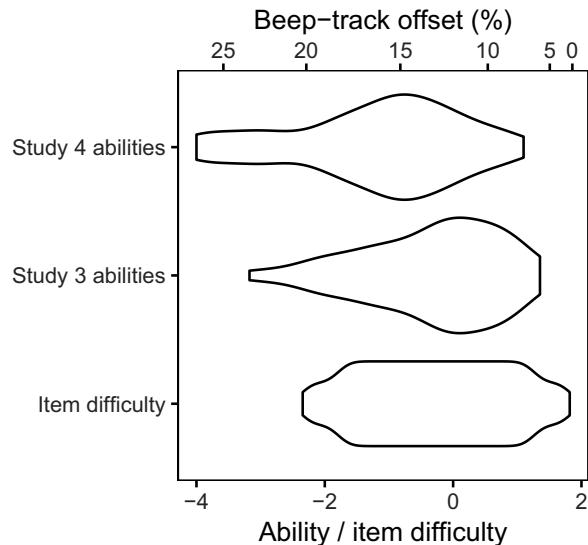 Beep−track offset (%)
25 20 15 10 5 0
Study 4 abilities
Study 3 abilities
Item difficulty
−4 −2 0 2
Ability / item difficulty